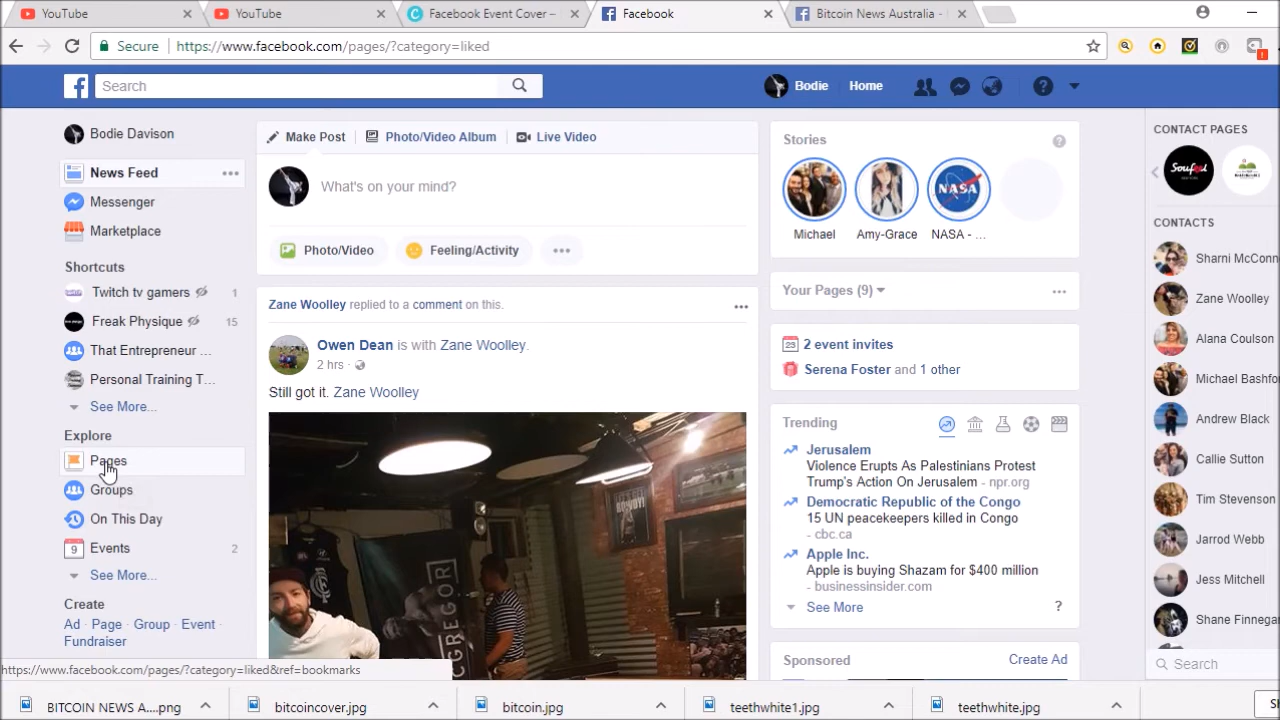 YouTube
YouTube
Facebook Event Cover –
Facebook
Bitcoin News Australia -
Secure
https://www.facebook.com/pages/?category=liked
Search
Bodie
Home
Bodie Davison
News Feed
Messenger
Marketplace
Shortcuts
Twitch tv gamers 1
Freak Physique 15
That Entrepreneur ...
Personal Training T...
See More...
Explore
Pages
Groups
On This Day
9 Events 2
See More...
Create
Ad · Page · Group · Event ·
Fundraiser
https://www.facebook.com/pages/?category=liked&ref=bookmarks
Make Post
Photo/Video Album
Live Video
What's on your mind?
Photo/Video
Feeling/Activity
Zane Woolley replied to a comment on this.
Owen Dean is with Zane Woolley.
2 hrs ·
Still got it. Zane Woolley
Stories
Michael
Amy-Grace
NASA
NASA - ...
Your Pages (9)
23 2 event invites
Serena Foster and 1 other
Trending
Jerusalem
Violence Erupts As Palestinians Protest
Trump's Action On Jerusalem - npr.org
Democratic Republic of the Congo
15 UN peacekeepers killed in Congo
- cbc.ca
Apple Inc.
Apple is buying Shazam for $400 million
- businessinsider.com
See More
Sponsored
Create Ad
CONTACT PAGES
Soufeel
CONTACTS
Sharni McConn
Zane Woolley
Alana Coulson
Michael Bashfo
Andrew Black
Callie Sutton
Tim Stevenson
Jarrod Webb
Jess Mitchell
Shane Finnega
Search
BITCOIN NEWS A....png
bitcoincover.jpg
bitcoin.jpg
teethwhite1.jpg
teethwhite.jpg